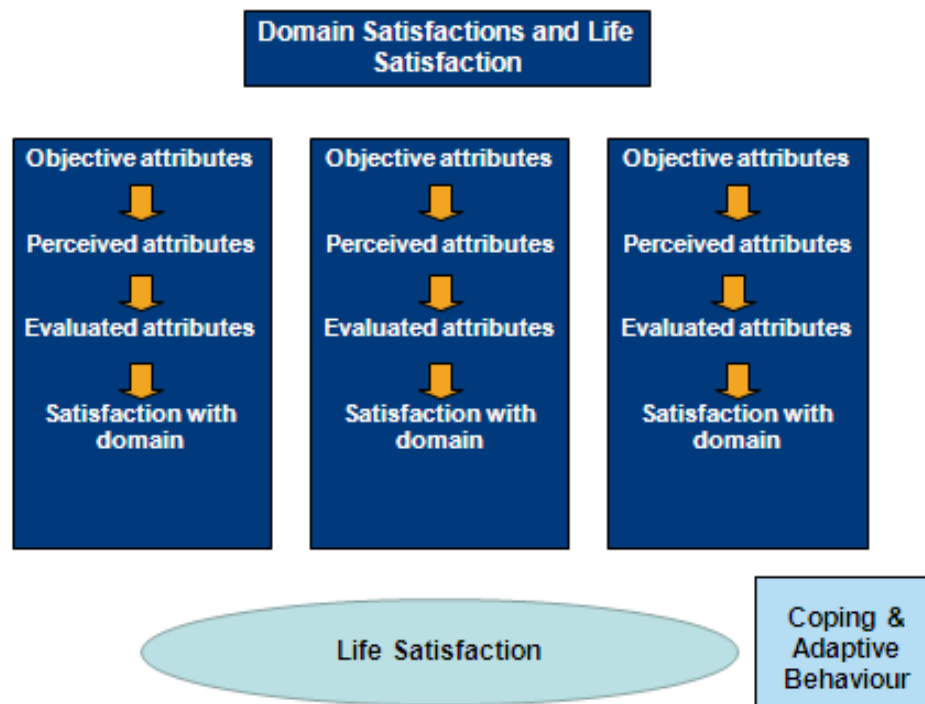 Domain Satisfactions and Life
Satisfaction
Objective attributes
Perceived attributes
Evaluated attributes
Satisfaction with
domain
Objective attributes
Perceived attributes
Evaluated attributes
Satisfaction with
domain
Objective attributes
Perceived attributes
Evaluated attributes
Satisfaction with
domain
Life Satisfaction
Coping &
Adaptive
Behaviour